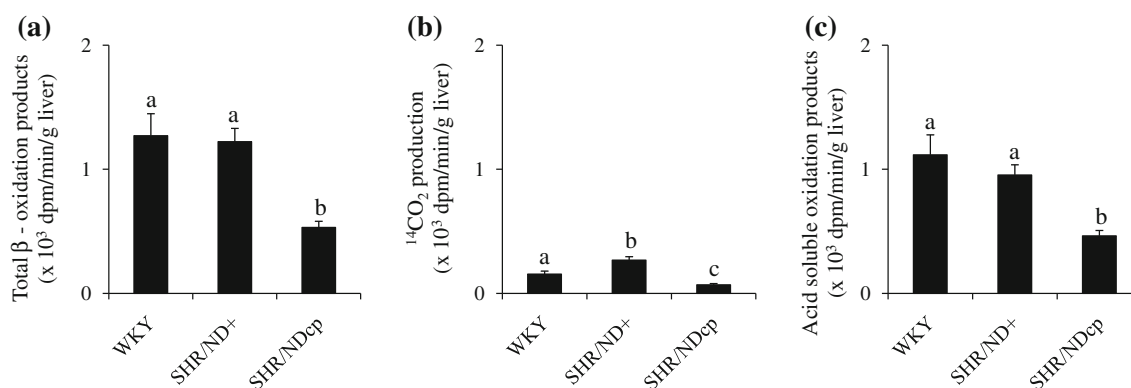 (a)
Total β - oxidation products
(x 10³ dpm/min/g liver)
2
1
0
a
a
b
WKY
SHR/ND+
SHR/NDcp
(b)
¹⁴CO₂ production
(x 10³ dpm/min/g liver)
2
1
0
a
b
c
WKY
SHR/ND+
SHR/NDcp
(c)
Acid soluble oxidation products
(x 10³ dpm/min/g liver)
2
1
0
a
a
b
WKY
SHR/ND+
SHR/NDcp